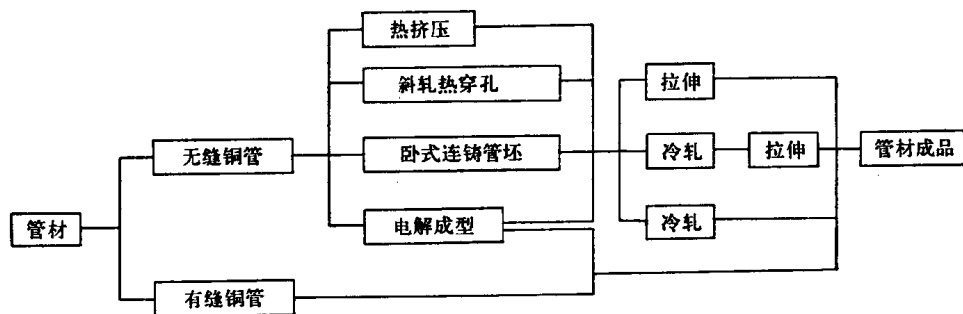 热挤压
斜轧热穿孔
拉伸
无缝铜管
卧式连铸管坯
冷轧
拉伸
管材成品
管材
电解成型
冷轧
有缝铜管